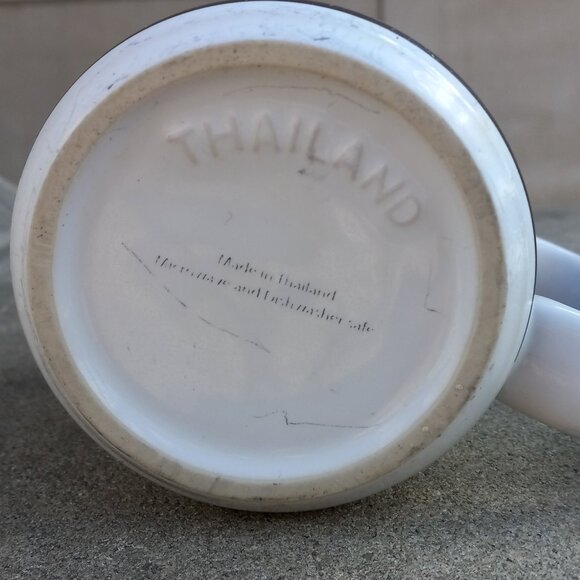 THAILAND
Made in Thailand
Microwave and Dishwasher safe